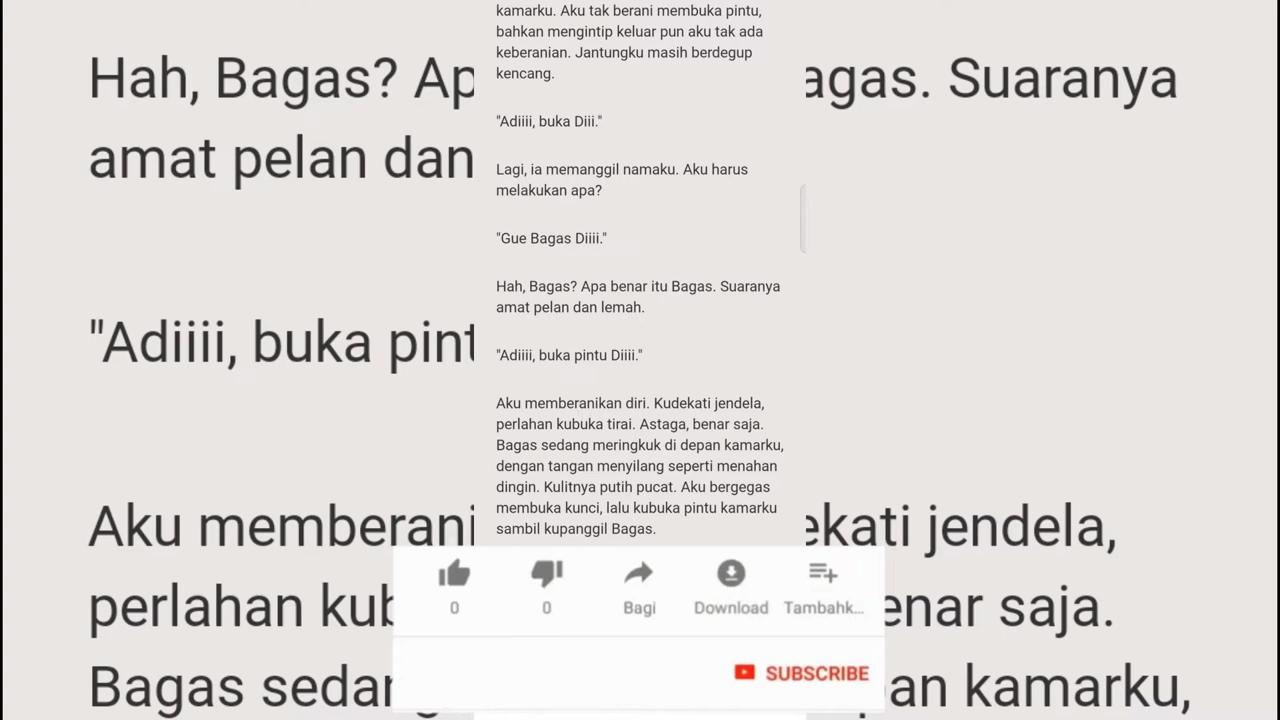 kamarku. Aku tak berani membuka pintu,
bahkan mengintip keluar pun aku tak ada
keberanian. Jantungku masih berdegup
kencang.
"Adiiii, buka Diii."
Lagi, ia memanggil namaku. Aku harus
melakukan apa?
"Gue Bagas Diiii."
Hah, Bagas? Apa benar itu Bagas. Suaranya
amat pelan dan lemah.
"Adiiii, buka pintu Diiii."
Aku memberanikan diri. Kudekati jendela,
perlahan kubuka tirai. Astaga, benar saja.
Bagas sedang meringkuk di depan kamarku,
dengan tangan menyilang seperti menahan
dingin. Kulitnya putih pucat. Aku bergegas
membuka kunci, lalu kubuka pintu kamarku
sambil kupanggil Bagas.
Hah, Bagas? Ap
agas. Suaranya
amat pelan dan
"Adiiii, buka pint
Aku memberani
ekati jendela,
perlahan kub
enar saja.
Bagas sedang
pan kamarku,
0
0
Bagi
Download
Tambahk...
SUBSCRIBE